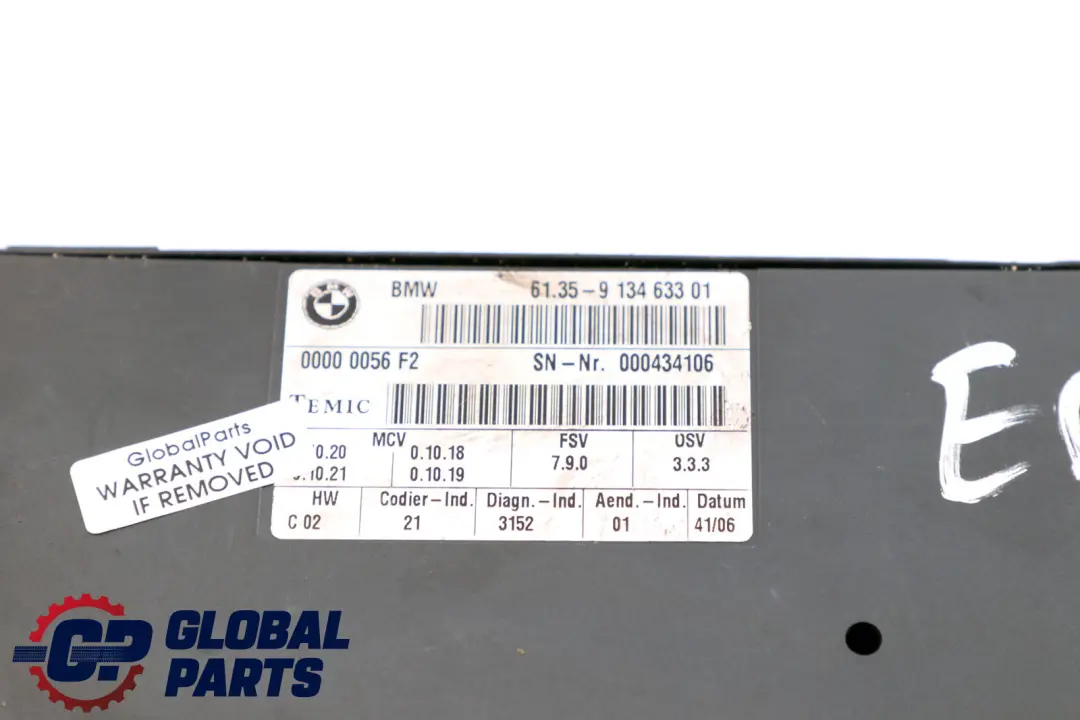 BMW 61.35-9 134 633 01
0000 0056 F2 SN-Nr. 000434106
TEMIC
MCV FSV OSV
0.10.18 7.9.0 3.3.3
0.10.19
HW Codier-Ind. Diagn.-Ind. Aend.-Ind. Datum
C 02 21 3152 01 41/06
GlobalParts
WARRANTY VOID
IF REMOVED
GP GLOBAL
PARTS